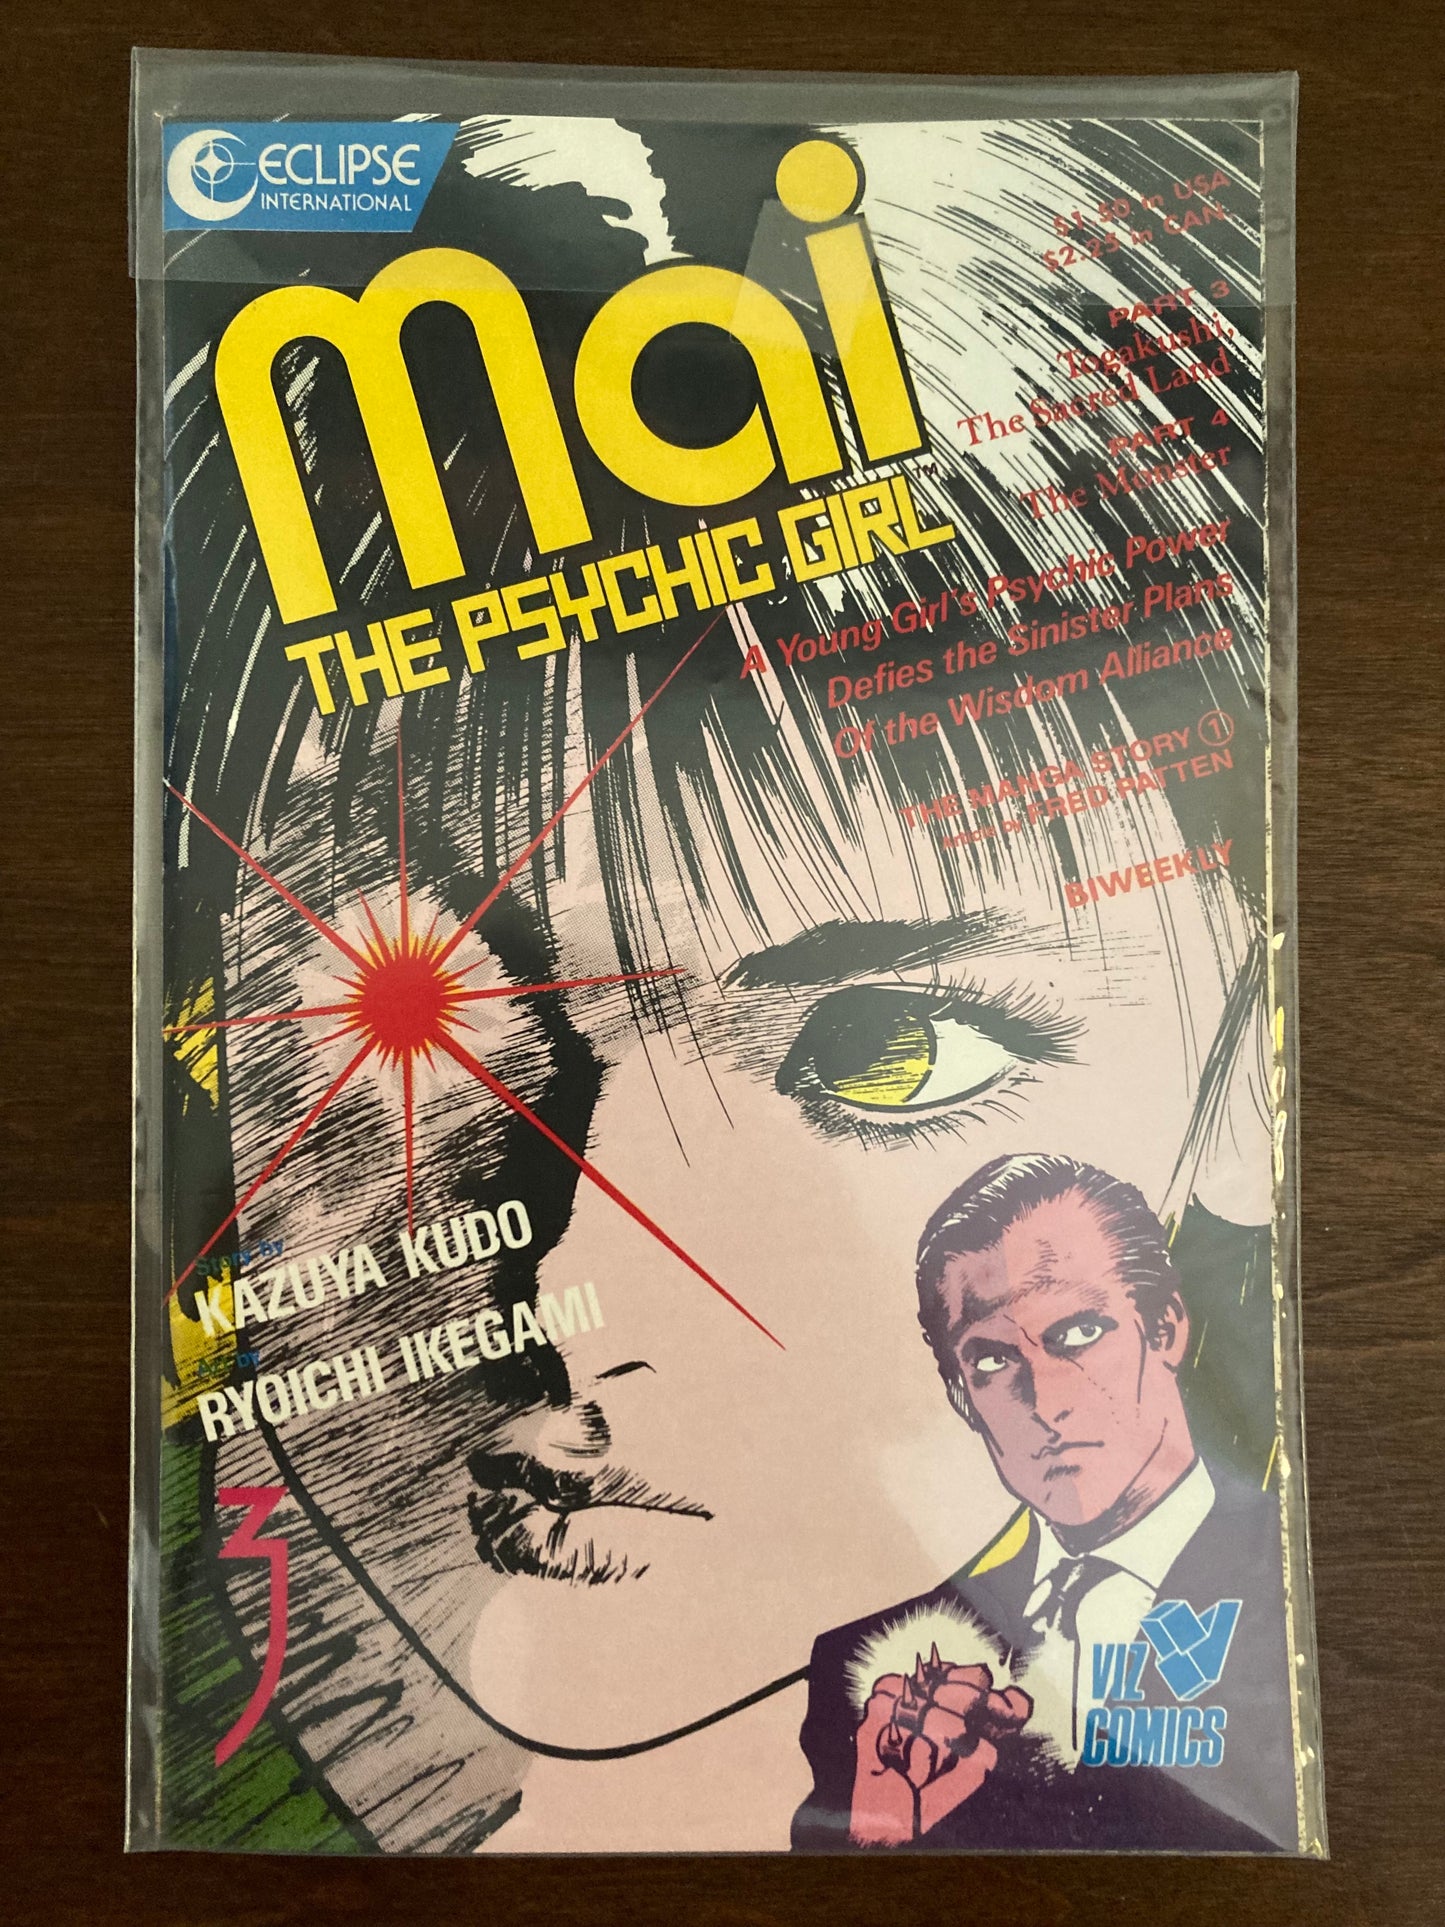 ECLIPSE
INTERNATIONAL
mai
THE PSYCHIC GIRL™
$1.50 in USA
$2.25 in CAN.
PART 3
Togakushi,
The Sacred Land
PART 4
The Monster
A Young Girl's Psychic Power
Defies the Sinister Plans
Of the Wisdom Alliance
THE MANGA STORY ①
Article by FRED PATTEN
BIWEEKLY
Story by
KAZUYA KUDO
Art by
RYOICHI IKEGAMI
3
VIZ
COMICS